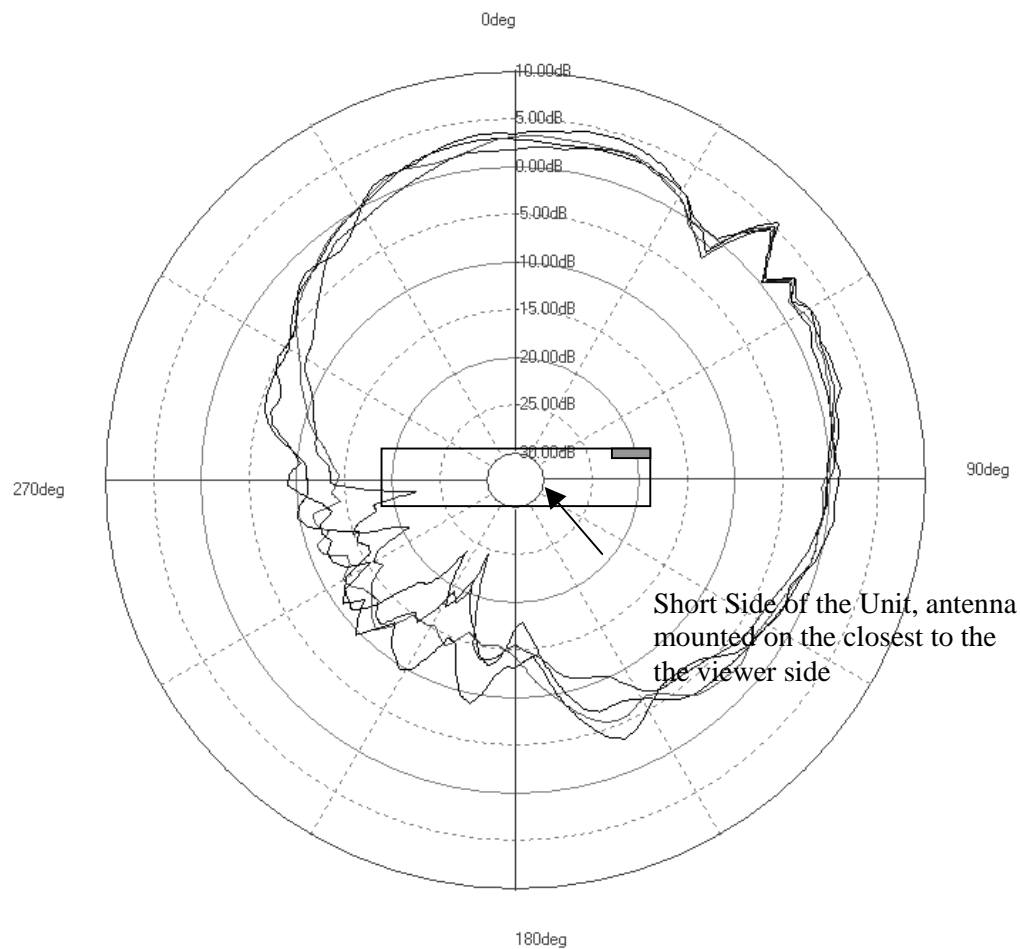 0deg
10.00dB
5.00dB
0.00dB
-5.00dB
-10.00dB
-15.00dB
-20.00dB
-25.00dB
-30.00dB
90deg
270deg
Short Side of the Unit, antenna
mounted on the closest to the
the viewer side
180deg